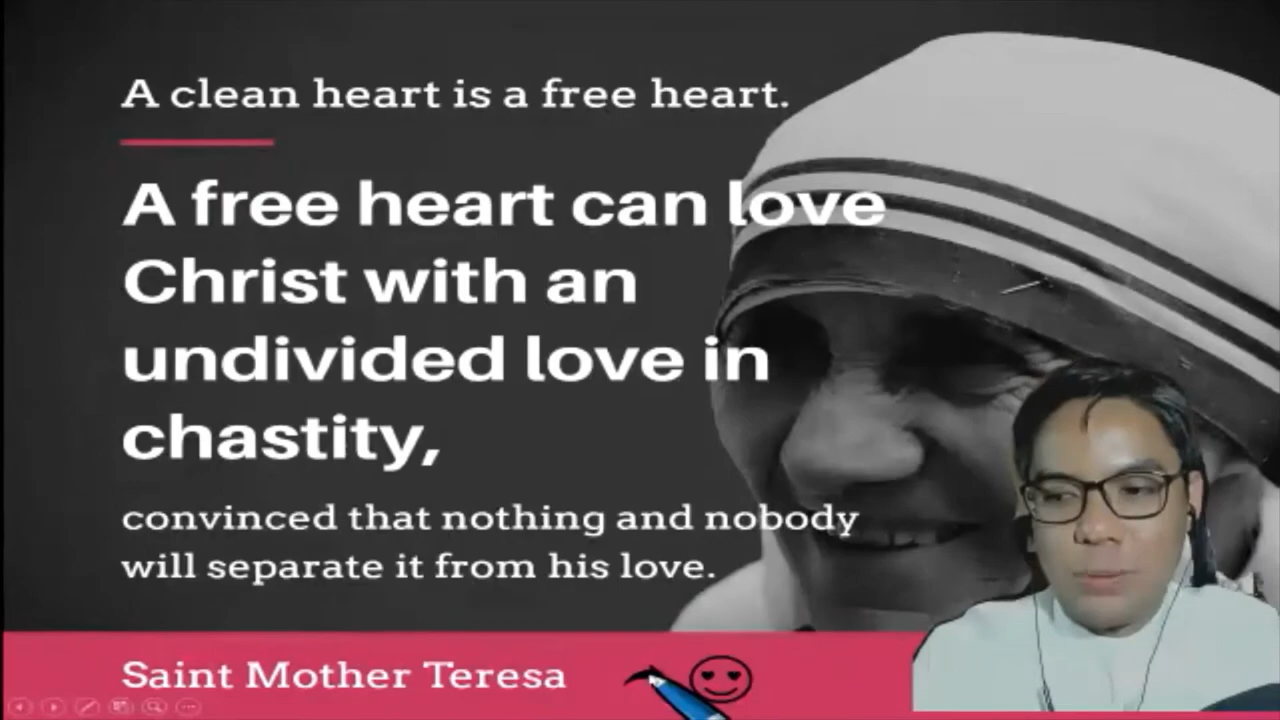 A clean heart is a free heart.
A free heart can love
Christ with an
undivided love in
chastity,
convinced that nothing and nobody
will separate it from his love.
Saint Mother Teresa